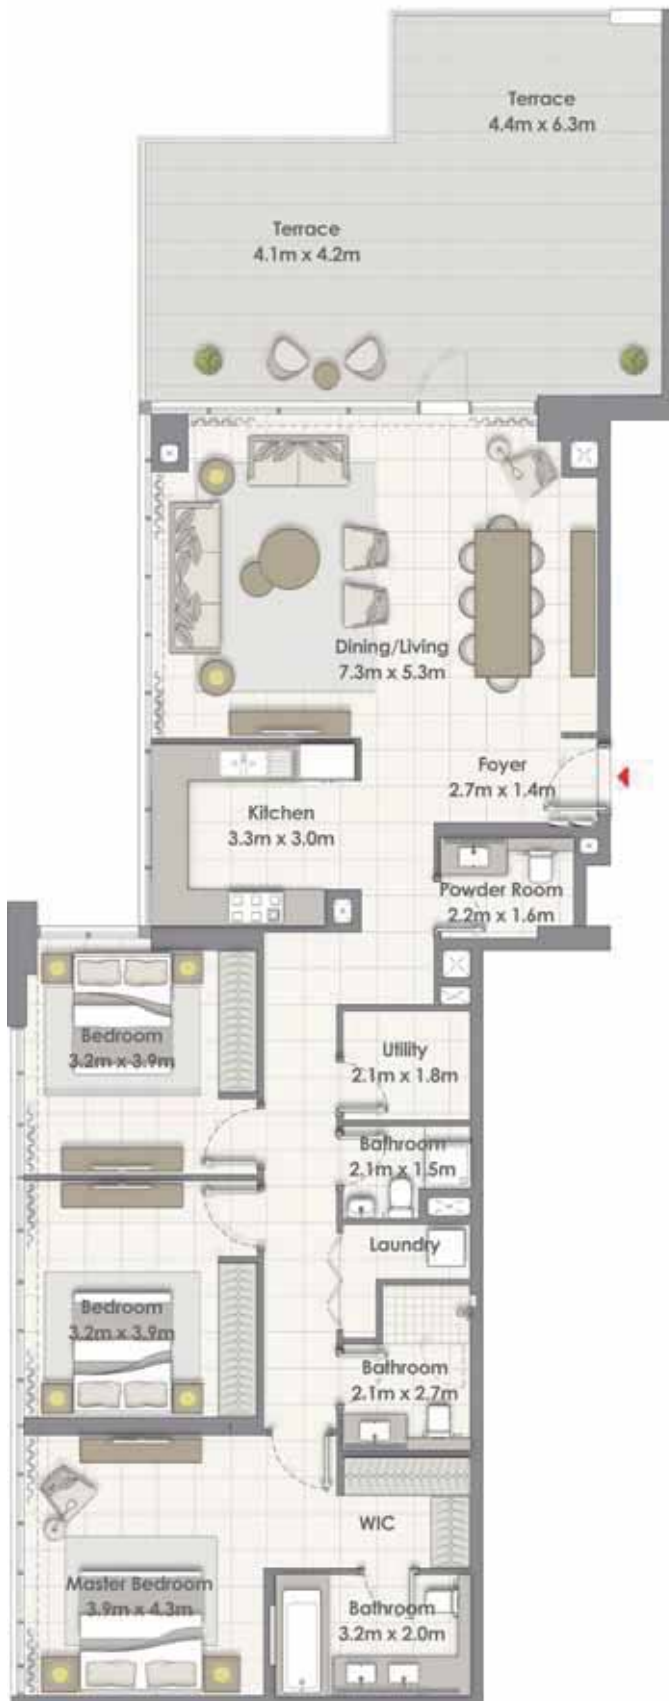 Terrace
4.4m x 6.3m
Terrace
4.1m x 4.2m
Dining/Living
7.3m x 5.3m
Foyer
2.7m x 1.4m
Kitchen
3.3m x 3.0m
Powder Room
2.2m x 1.6m
Bedroom
3.2m x 3.9m
Utility
2.1m x 1.8m
Bathroom
2.1m x 1.5m
Laundry
Bedroom
3.2m x 3.9m
Bathroom
2.1m x 2.7m
WIC
Master Bedroom
3.9m x 4.3m
Bathroom
3.2m x 2.0m